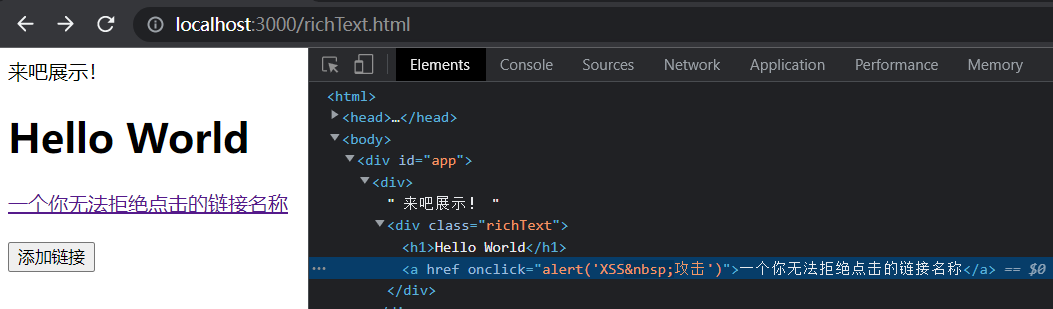 localhost:3000/richText.html
来吧展示！
Hello World
一个你无法拒绝点击的链接名称
添加链接
Elements Console Sources Network Application Performance Memory
<html>
<head>…</head>
<body>
<div id="app">
<div>
" 来吧展示！ "
<div class="richText">
<h1>Hello World</h1>
<a href onclick="alert('XSS&nbsp;攻击')">一个你无法拒绝点击的链接名称</a> == $0
</div>